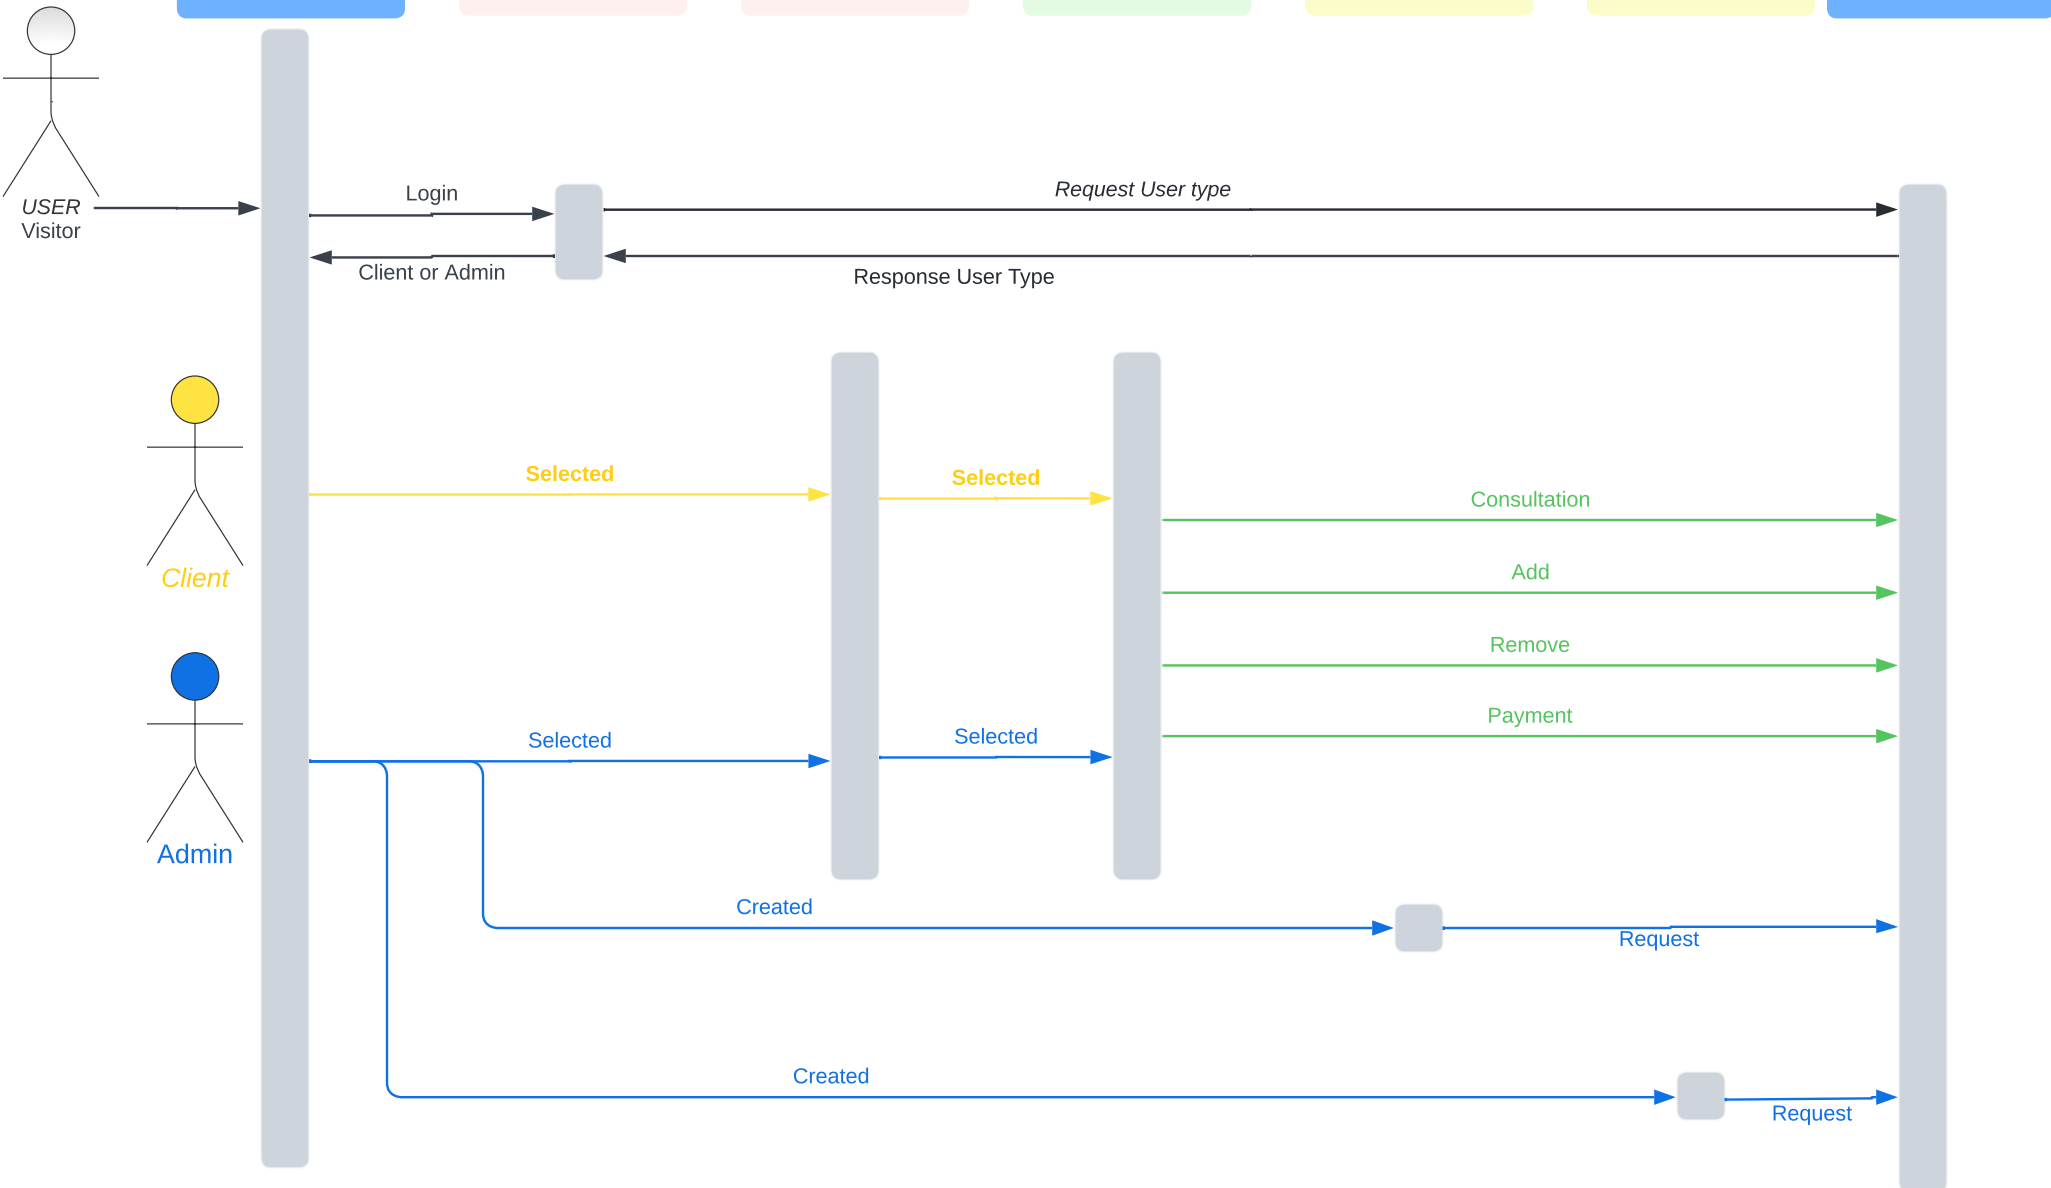 Login
Request User type
USER
Visitor
Client or Admin
Response User Type
Selected
Selected
Consultation
Add
Client
Remove
Payment
Selected
Selected
Admin
Created
Request
Created
Request